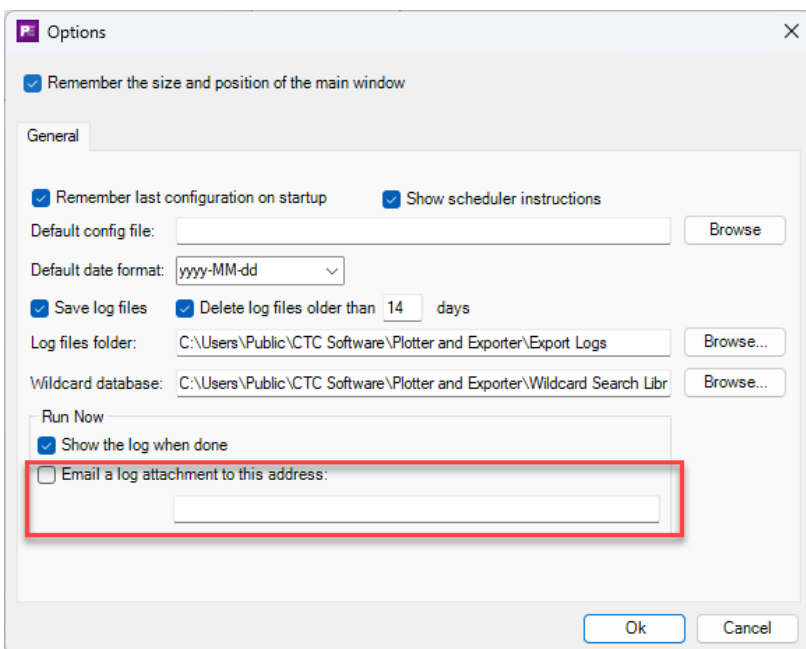 Options
Remember the size and position of the main window
General
Remember last configuration on startup Show scheduler instructions
Default config file: Browse
Default date format: yyyy-MM-dd
Save log files Delete log files older than 14 days
Log files folder: C:\Users\Public\CTC Software\Plotter and Exporter\Export Logs Browse...
Wildcard database: C:\Users\Public\CTC Software\Plotter and Exporter\Wildcard Search Libr Browse...
Run Now
Show the log when done
Email a log attachment to this address:
Ok Cancel